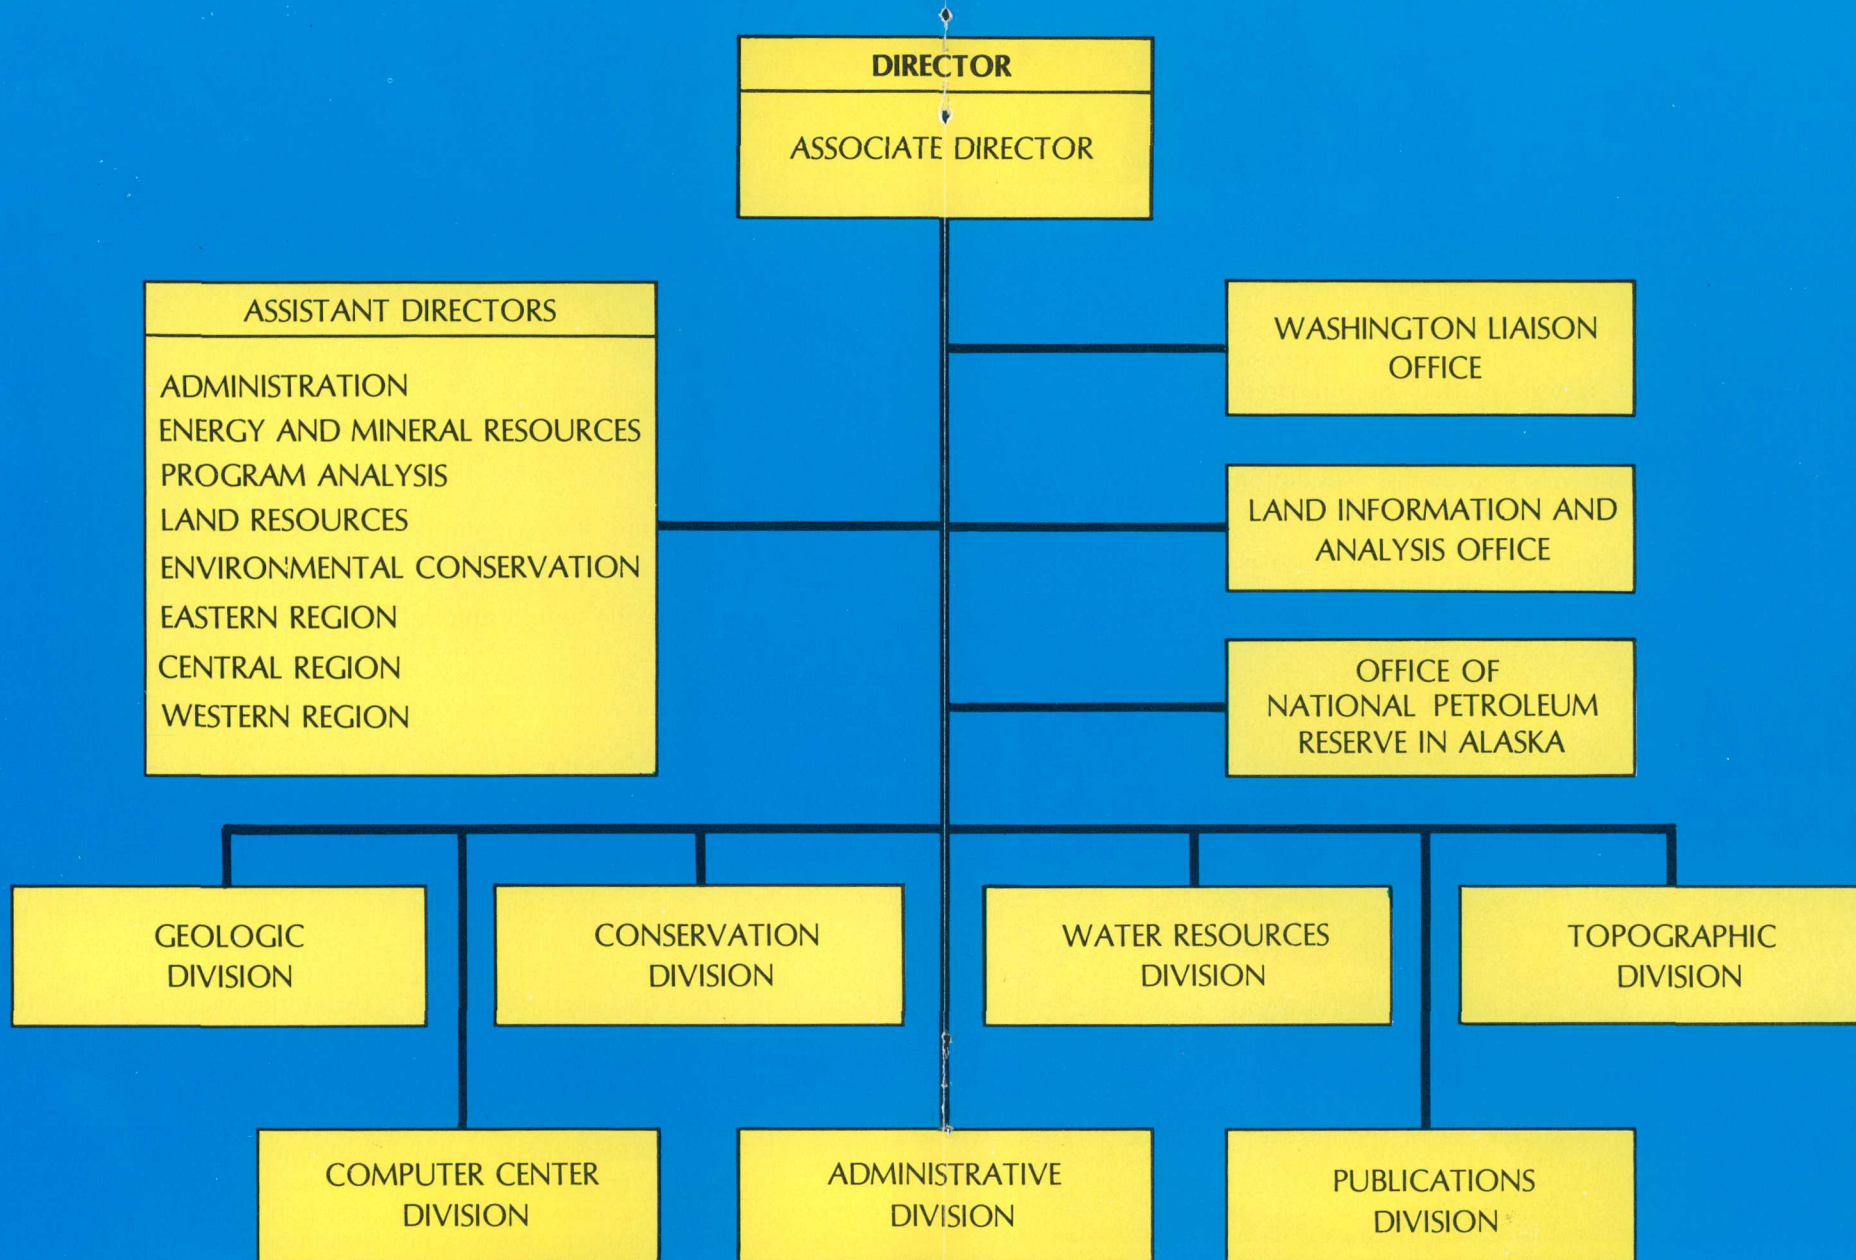 DIRECTOR
ASSOCIATE DIRECTOR
ASSISTANT DIRECTORS
ADMINISTRATION
ENERGY AND MINERAL RESOURCES
PROGRAM ANALYSIS
LAND RESOURCES
ENVIRONMENTAL CONSERVATION
EASTERN REGION
CENTRAL REGION
WESTERN REGION
WASHINGTON LIAISON
OFFICE
LAND INFORMATION AND
ANALYSIS OFFICE
OFFICE OF
NATIONAL PETROLEUM
RESERVE IN ALASKA
GEOLOGIC
DIVISION
CONSERVATION
DIVISION
WATER RESOURCES
DIVISION
TOPOGRAPHIC
DIVISION
COMPUTER CENTER
DIVISION
ADMINISTRATIVE
DIVISION
PUBLICATIONS
DIVISION